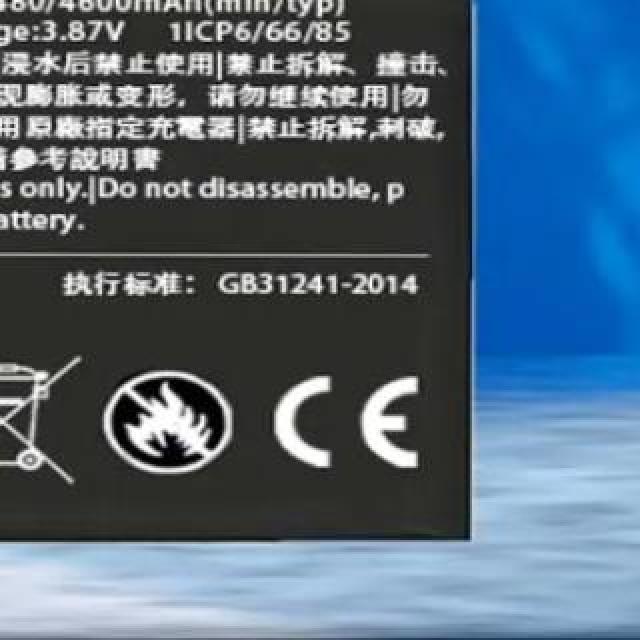 480/4600mAh(min/typ)
ge:3.87V 1ICP6/66/85
浸水后禁止使用|禁止拆解、撞击、
现膨胀或变形，请勿继续使用|勿
用原廠指定充電器|禁止拆解,刺破,
請參考說明書
s only.|Do not disassemble, p
attery.
执行标准： GB31241-2014
CE